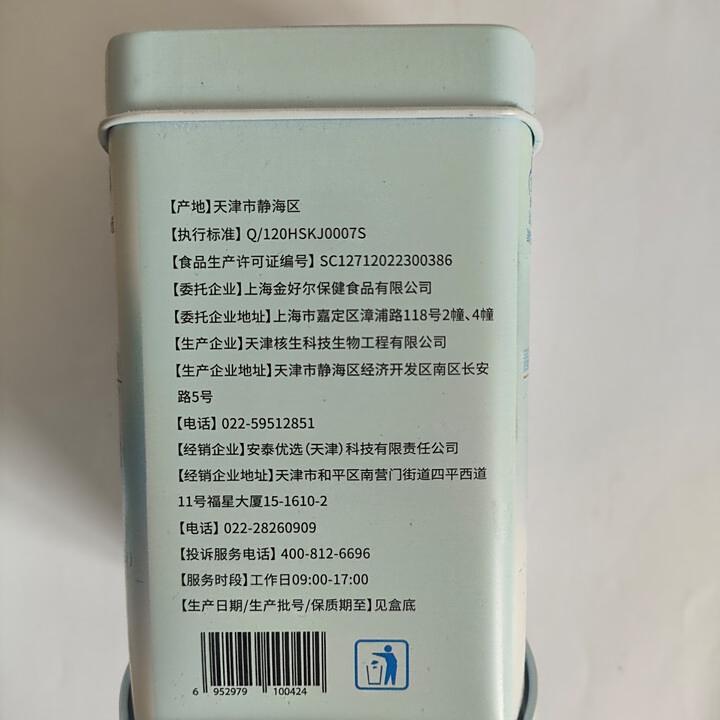 【产地】天津市静海区
【执行标准】Q/120HSKJ0007S
【食品生产许可证编号】SC12712022300386
【委托企业】上海金好尔保健食品有限公司
【委托企业地址】上海市嘉定区漳浦路118号2幢、4幢
【生产企业】天津核生科技生物工程有限公司
【生产企业地址】天津市静海区经济开发区南区长安
路5号
【电话】022-59512851
【经销企业】安泰优选(天津)科技有限责任公司
【经销企业地址】天津市和平区南营门街道四平西道
11号福星大厦15-1610-2
【电话】022-28260909
【投诉服务电话】400-812-6696
【服务时段】工作日09:00-17:00
【生产日期/生产批号/保质期至】见盒底
6 952979 100424